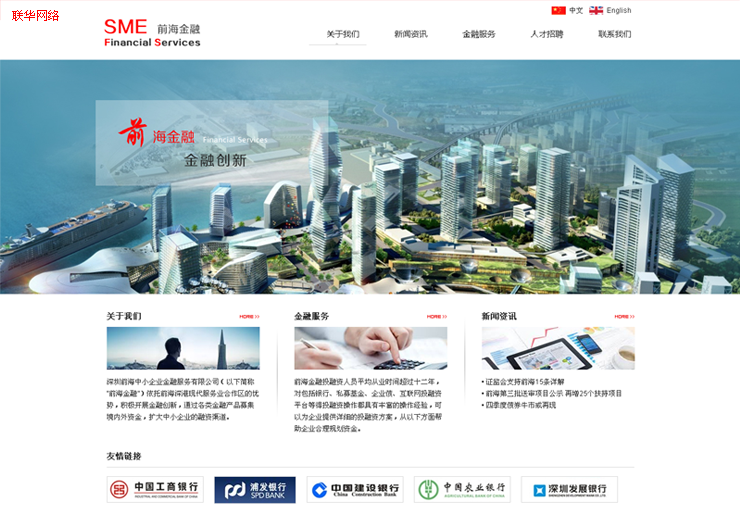 联华网络
SME 前海金融
Financial Services
中文 English
关于我们 新闻资讯 金融服务 人才招聘 联系我们
前海金融 Financial Services
金融创新
关于我们
深圳前海中小企业金融服务有限公司（以下简称
"前海金融"）依托前海深港现代服务业合作区的优
势，积极开展金融创新，通过各类金融产品募集
境内外资金，扩大中小企业的融资渠道。
金融服务
前海金融投融资人员平均从业时间超过十二年，
对包括银行、私募基金、企业信、互联网投融资
平台等得投融资操作都具有丰富的操作经验，可
以为企业提供详细的投融资方案，从以下方面帮
助企业合理规划资金。
新闻资讯
• 证监会支持前海15条详解
• 前海第三批送审项目公示 再增25个扶持项目
• 四季度债券牛市或再现
友情链接
中国工商银行
INDUSTRIAL AND COMMERCIAL BANK OF CHINA
浦发银行
SPD BANK
中国建设银行
China Construction Bank
中国农业银行
AGRICULTURAL BANK OF CHINA
深圳发展银行
SHENZHEN DEVELOPMENT BANK CO.,LTD.